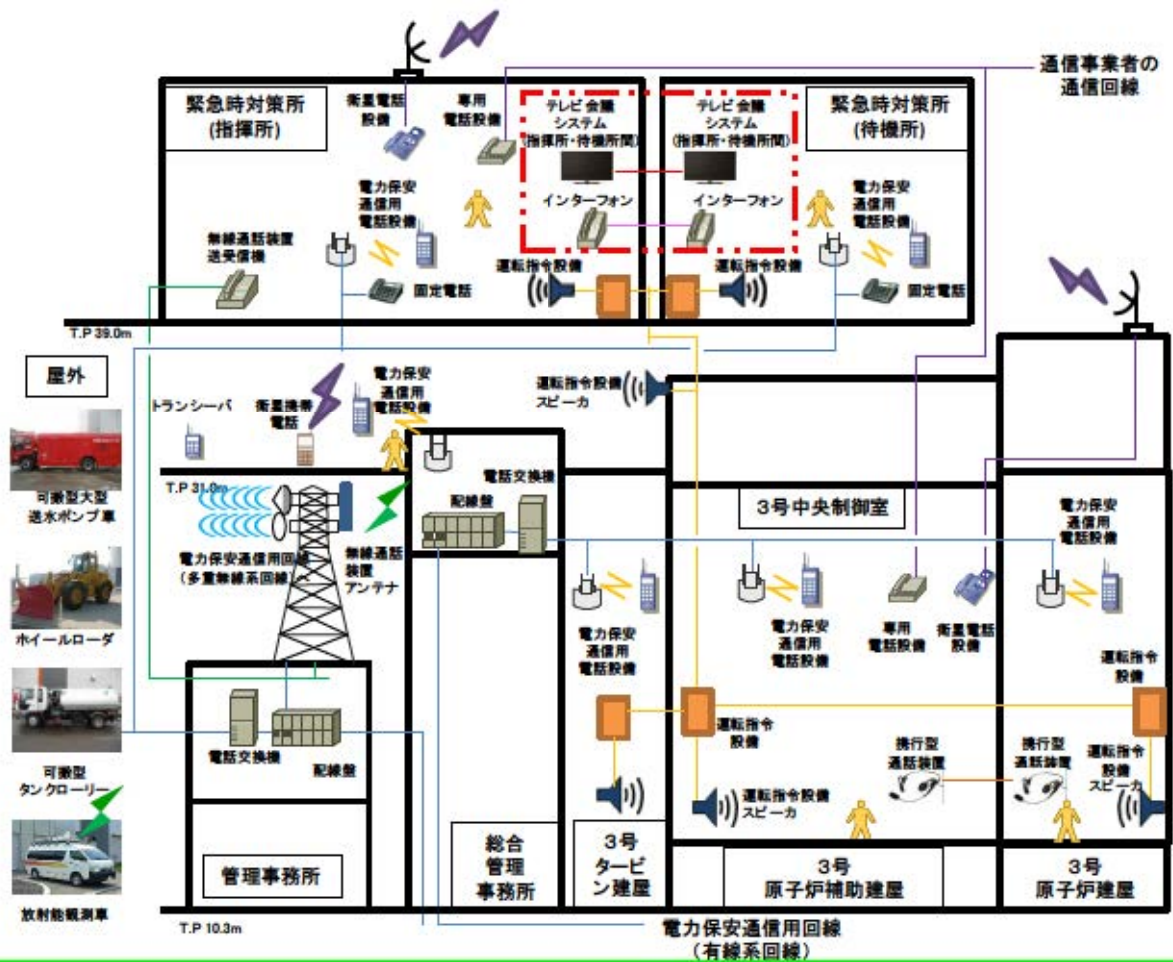 通信事業者の
通信回線
緊急時対策所
(指揮所)
衛星電話
設備
専用
電話設備
テレビ会議
システム
(指揮所・待機所間)
テレビ会議
システム
(指揮所・待機所間)
緊急時対策所
(待機所)
インターフォン
インターフォン
電力保安
通信用
電話設備
電力保安
通信用
電話設備
無線通話装置
送受信機
固定電話
運転指令設備
運転指令設備
固定電話
T.P 39.0m
屋外
トランシーバ
衛星携帯
電話
電力保安
通信用
電話設備
運転指令設備
スピーカ
可搬型大型
送水ポンプ車
T.P 31.0m
電話交換機
配線盤
3号中央制御室
電力保安
通信用
電話設備
電力保安通信用回線
(多重無線系回線)へ
無線通話
装置
アンテナ
ホイールローダ
電力保安
通信用
電話設備
電力保安
通信用
電話設備
専用
電話設備
衛星電話
設備
運転指令
設備
運転指令
設備
電話交換機
配線盤
可搬型
タンクローリー
携行型
通話装置
携行型
通話装置
運転指令
設備
スピーカ
運転指令設備
スピーカ
放射能観測車
管理事務所
総合
管理
事務所
3号
タービ
ン建屋
3号
原子炉補助建屋
3号
原子炉建屋
T.P 10.3m
電力保安通信用回線
(有線系回線)